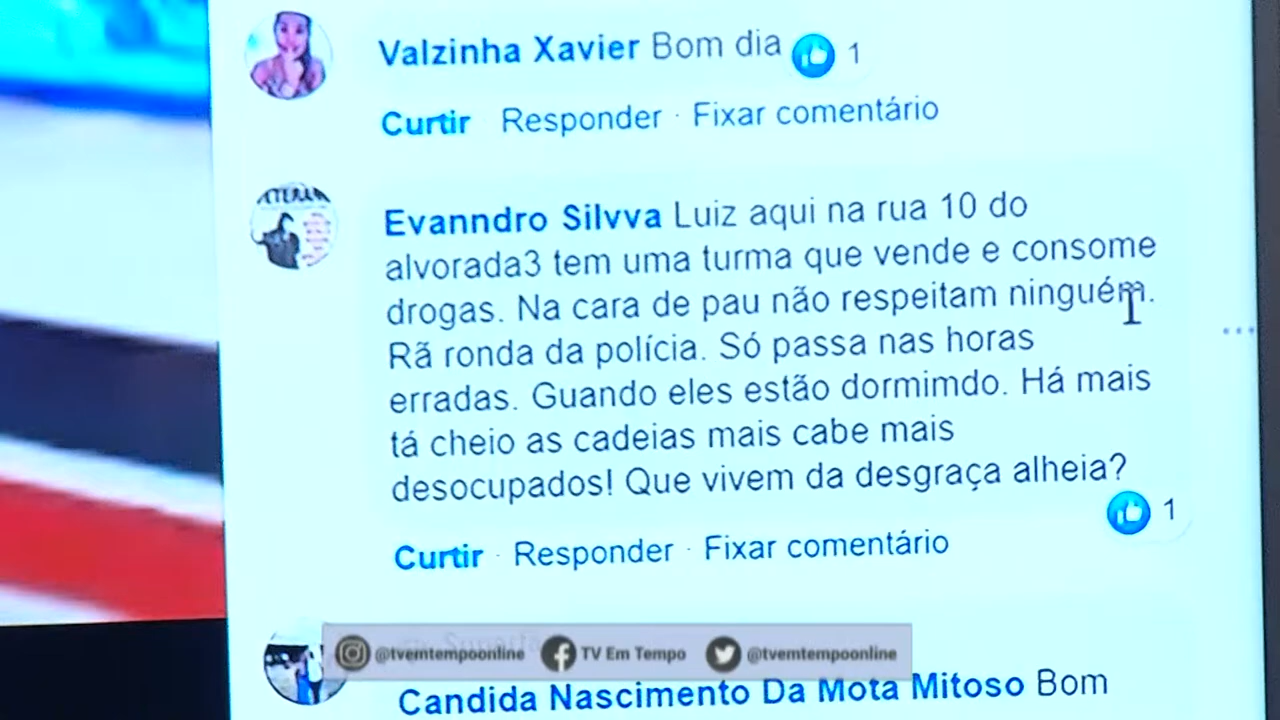 Valzinha Xavier Bom dia 1
Curtir Responder · Fixar comentário
Evanndro Silvva Luiz aqui na rua 10 do
alvorada3 tem uma turma que vende e consome
drogas. Na cara de pau não respeitam ninguém.
Rã ronda da polícia. Só passa nas horas
erradas. Guando eles estão dormimdo. Há mais
tá cheio as cadeias mais cabe mais
desocupados! Que vivem da desgraça alheia?
1
Curtir · Responder · Fixar comentário
@tvemtempoonline TV Em Tempo @tvemtempoonline
Candida Nascimento Da Mota Mitoso Bom